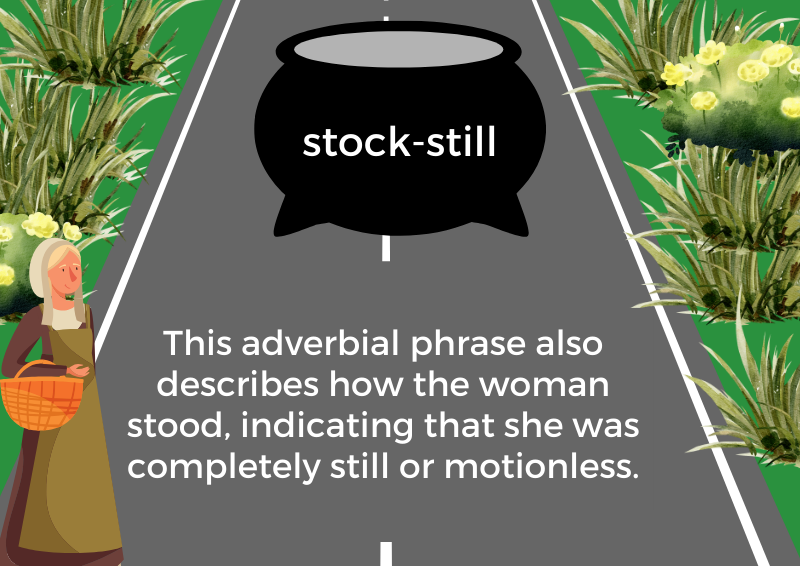 stock-still
This adverbial phrase also
describes how the woman
stood, indicating that she was
completely still or motionless.